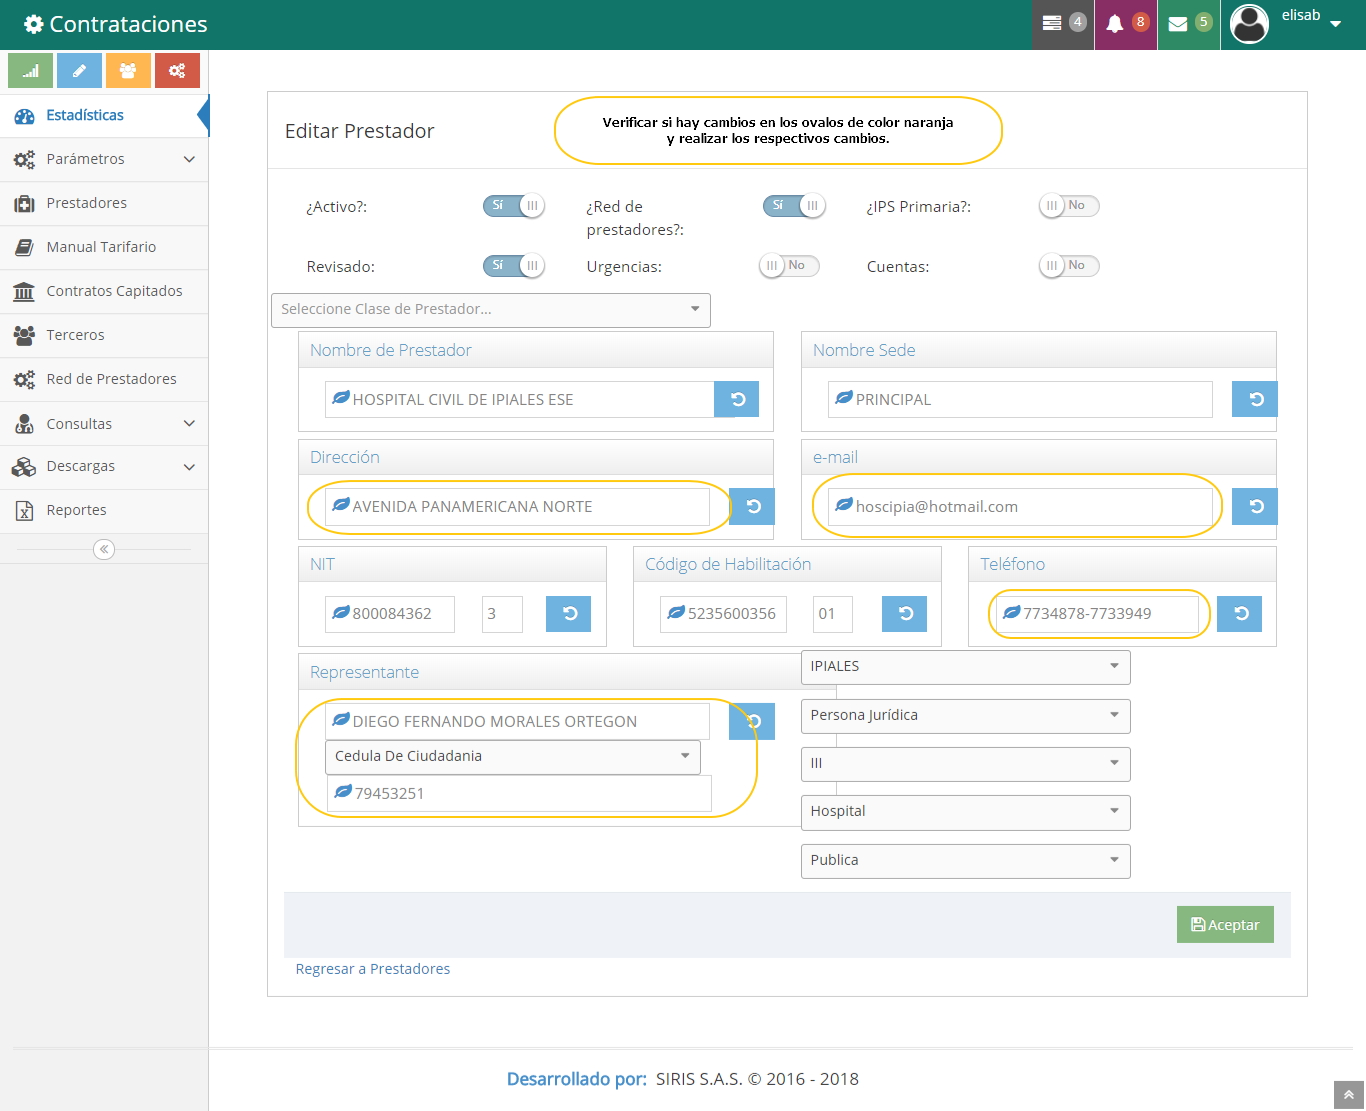 Contrataciones
4
8
5
elisab
Estadísticas
Parámetros
Prestadores
Manual Tarifario
Contratos Capitados
Terceros
Red de Prestadores
Consultas
Descargas
Reportes
Editar Prestador
Verificar si hay cambios en los ovalos de color naranja
y realizar los respectivos cambios.
¿Activo?:
Sí
¿Red de
prestadores?:
Sí
¿IPS Primaria?:
No
Revisado:
Sí
Urgencias:
No
Cuentas:
No
Seleccione Clase de Prestador...
Nombre de Prestador
HOSPITAL CIVIL DE IPIALES ESE
Nombre Sede
PRINCIPAL
Dirección
AVENIDA PANAMERICANA NORTE
e-mail
hoscipia@hotmail.com
NIT
800084362
3
Código de Habilitación
5235600356
01
Teléfono
7734878-7733949
Representante
DIEGO FERNANDO MORALES ORTEGON
Cedula De Ciudadania
79453251
IPIALES
Persona Jurídica
III
Hospital
Publica
Aceptar
Regresar a Prestadores
Desarrollado por: SIRIS S.A.S. © 2016 - 2018